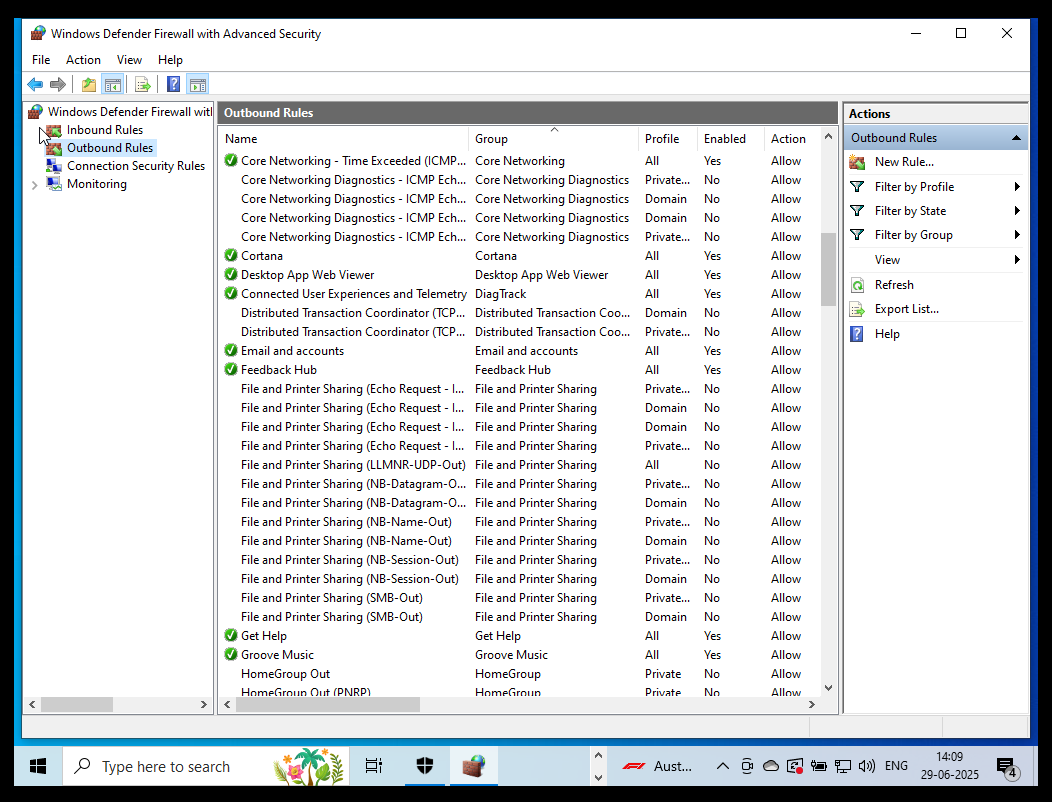 Windows Defender Firewall with Advanced Security
File Action View Help
Windows Defender Firewall witl
Inbound Rules
Outbound Rules
Connection Security Rules
Monitoring
Outbound Rules
Name Group Profile Enabled Action
Core Networking - Time Exceeded (ICMP... Core Networking All Yes Allow
Core Networking Diagnostics - ICMP Ech... Core Networking Diagnostics Private... No Allow
Core Networking Diagnostics - ICMP Ech... Core Networking Diagnostics Domain No Allow
Core Networking Diagnostics - ICMP Ech... Core Networking Diagnostics Domain No Allow
Core Networking Diagnostics - ICMP Ech... Core Networking Diagnostics Private... No Allow
Cortana Cortana All Yes Allow
Desktop App Web Viewer Desktop App Web Viewer All Yes Allow
Connected User Experiences and Telemetry DiagTrack All Yes Allow
Distributed Transaction Coordinator (TCP... Distributed Transaction Coo... Domain No Allow
Distributed Transaction Coordinator (TCP... Distributed Transaction Coo... Private... No Allow
Email and accounts Email and accounts All Yes Allow
Feedback Hub Feedback Hub All Yes Allow
File and Printer Sharing (Echo Request - I... File and Printer Sharing Private... No Allow
File and Printer Sharing (Echo Request - I... File and Printer Sharing Domain No Allow
File and Printer Sharing (Echo Request - I... File and Printer Sharing Domain No Allow
File and Printer Sharing (Echo Request - I... File and Printer Sharing Private... No Allow
File and Printer Sharing (LLMNR-UDP-Out) File and Printer Sharing All No Allow
File and Printer Sharing (NB-Datagram-O... File and Printer Sharing Private... No Allow
File and Printer Sharing (NB-Datagram-O... File and Printer Sharing Domain No Allow
File and Printer Sharing (NB-Name-Out) File and Printer Sharing Private... No Allow
File and Printer Sharing (NB-Name-Out) File and Printer Sharing Domain No Allow
File and Printer Sharing (NB-Session-Out) File and Printer Sharing Private... No Allow
File and Printer Sharing (NB-Session-Out) File and Printer Sharing Domain No Allow
File and Printer Sharing (SMB-Out) File and Printer Sharing Private... No Allow
File and Printer Sharing (SMB-Out) File and Printer Sharing Domain No Allow
Get Help Get Help All Yes Allow
Groove Music Groove Music All Yes Allow
HomeGroup Out HomeGroup Private No Allow
HomeGroup Out (PNRP) HomeGroup Private No Allow
Actions
Outbound Rules
New Rule...
Filter by Profile
Filter by State
Filter by Group
View
Refresh
Export List...
Help
Type here to search
Aust...
ENG
14:09
29-06-2025
4